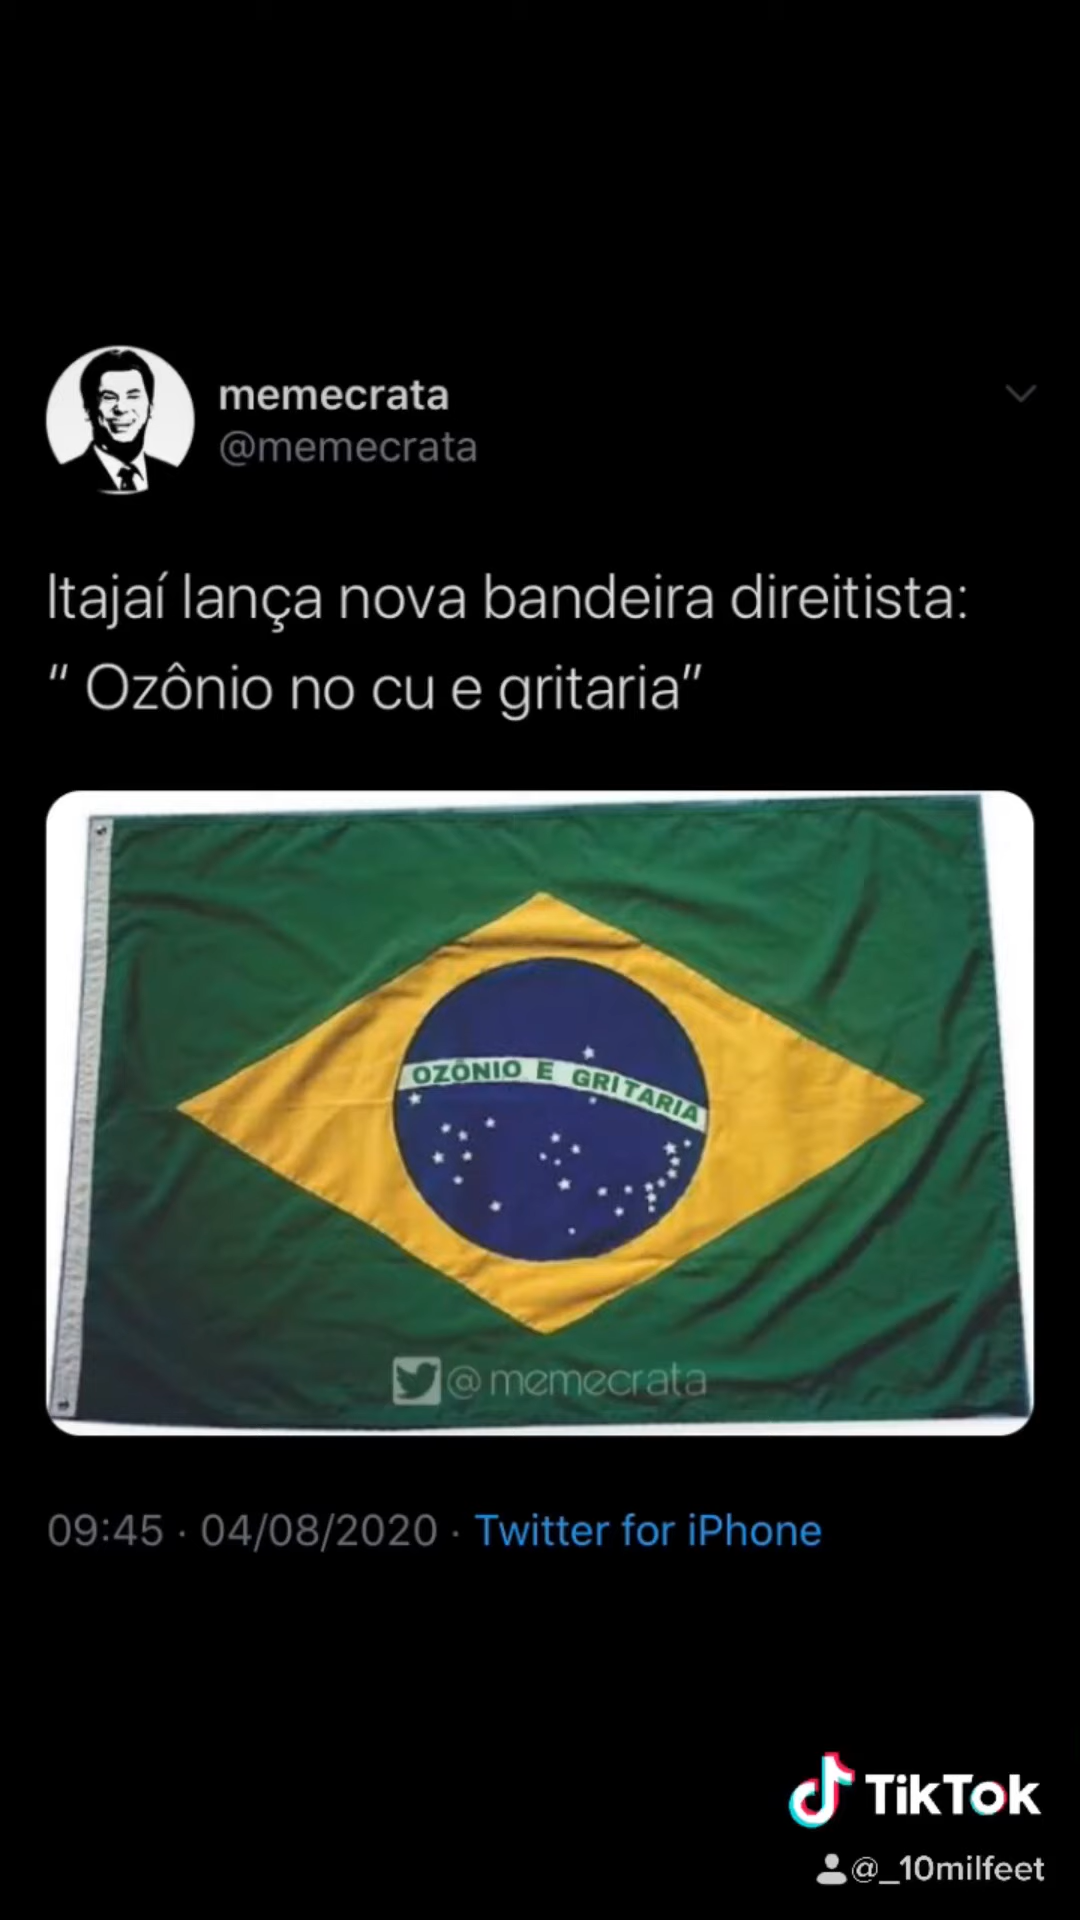 memecrata
@memecrata
Itajaí lança nova bandeira direitista:
“ Ozônio no cu e gritaria”
OZÔNIO E GRITARIA
@memecrata
09:45 · 04/08/2020 · Twitter for iPhone
TikTok
@_10milfeet